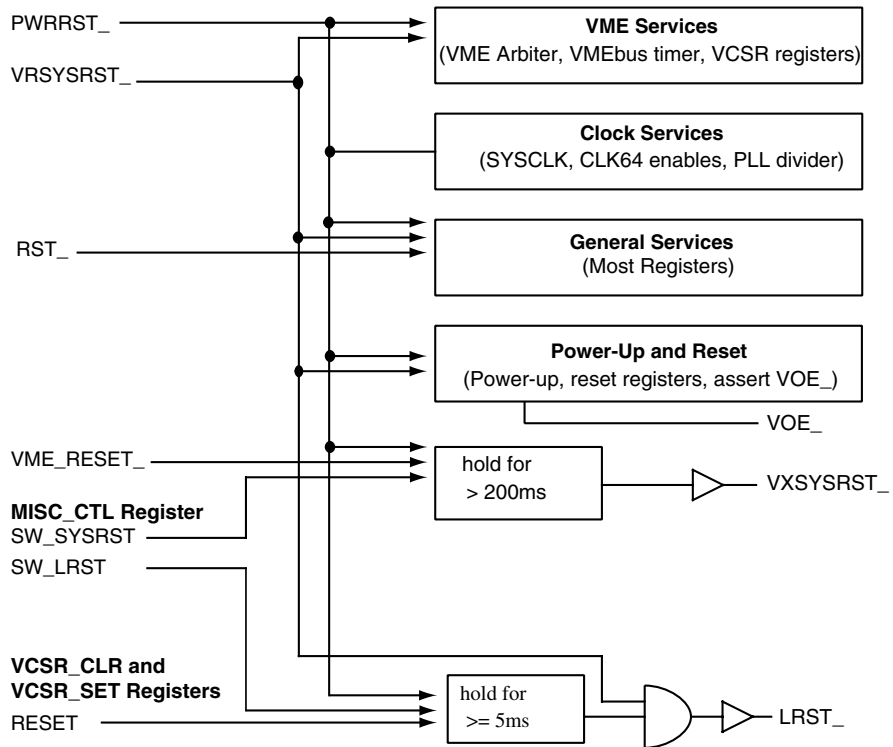 PWRRST_
VME Services
(VME Arbiter, VMEbus timer, VCSR registers)
VRSYSRST_
Clock Services
(SYSCLK, CLK64 enables, PLL divider)
General Services
RST_
(Most Registers)
Power-Up and Reset
(Power-up, reset registers, assert VOE_)
VOE_
VME_RESET_
hold for
> 200ms
VXSYSRST_
MISC_CTL Register
SW_SYSRST
SW_LRST
VCSR_CLR and
VCSR_SET Registers
RESET
hold for
>= 5ms
LRST_